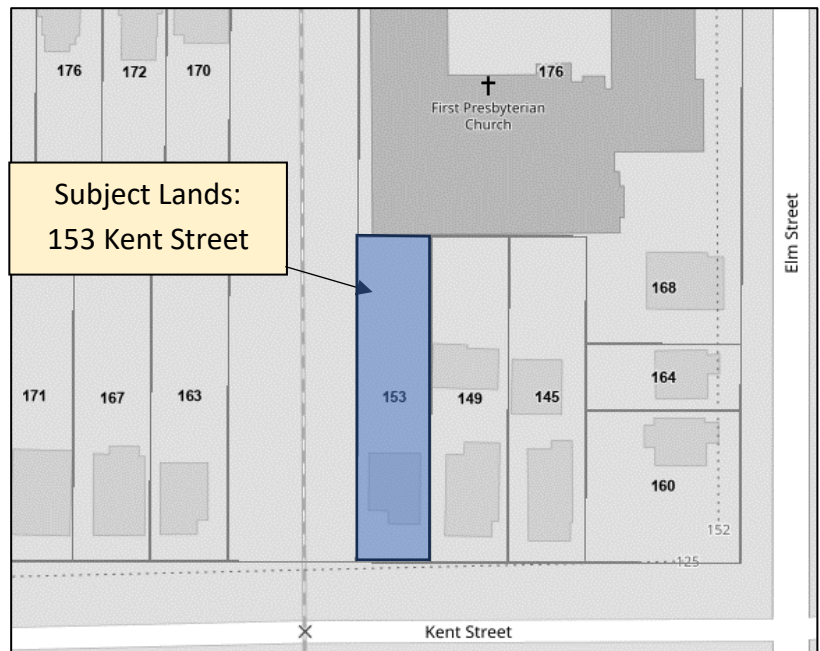 176
172
170
176
First Presbyterian
Church
Subject Lands:
153 Kent Street
Elm Street
168
164
171
167
163
153
149
145
160
152
125
Kent Street